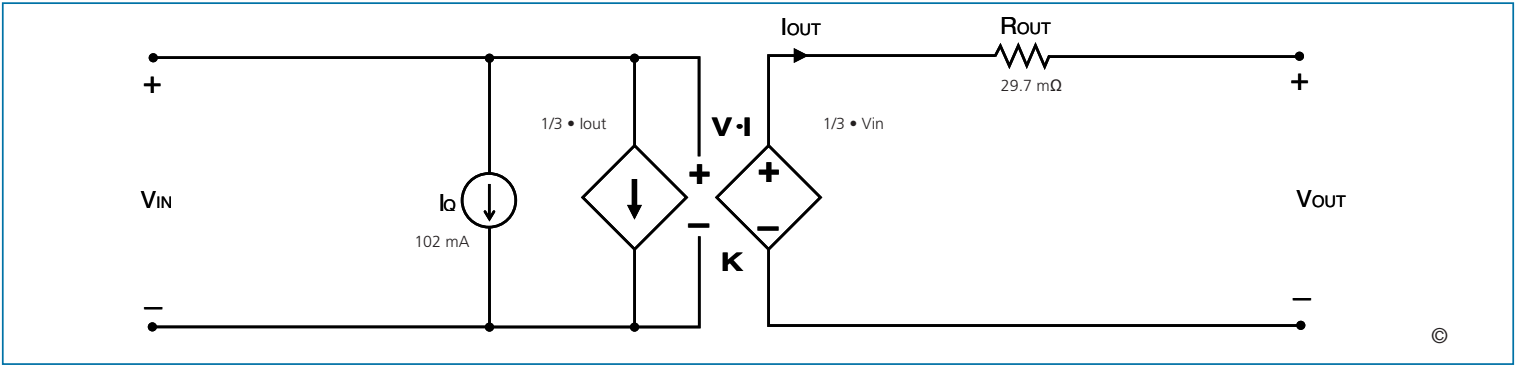 IOUT
ROUT
29.7 mΩ
+
+
1/3 • Iout
V•I
1/3 • Vin
+
+
VIN
IQ
VOUT
–
–
102 mA
K
–
–
©